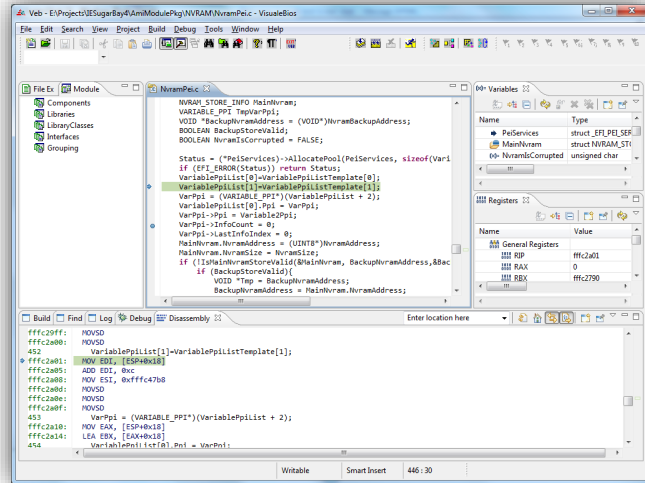 Veb - E:\Projects\IESugarBay4\AmiModulePkg\NVRAM\NvramPei.c - VisualeBios
File Edit Search View Project Build Debug Tools Window Help
File Ex Module
Components
Libraries
LibraryClasses
Interfaces
Grouping
NvramPei.c
NVRAM_STORE_INFO MainNvram;
VARIABLE_PPI TmpVarPpi;
VOID *BackupNvramAddress = (VOID*)NvramBackupAddress;
BOOLEAN BackupStoreValid;
BOOLEAN NvramIsCorrupted = FALSE;
Status = (*PeiServices)->AllocatePool(PeiServices, sizeof(Vari
if (EFI_ERROR(Status)) return Status;
VariablePpiList[0]=VariablePpiListTemplate[0];
VariablePpiList[1]=VariablePpiListTemplate[1];
VarPpi = (VARIABLE_PPI*)(VariablePpiList + 2);
VariablePpiList[0].Ppi = VarPpi;
VarPpi->Ppi = Variable2Ppi;
VarPpi->InfoCount = 0;
VarPpi->LastInfoIndex = 0;
MainNvram.NvramAddress = (UINT8*)NvramAddress;
MainNvram.NvramSize = NvramSize;
if (!IsMainNvramStoreValid(&MainNvram, BackupNvramAddress,&Bac
if (BackupStoreValid){
VOID *Tmp = BackupNvramAddress;
BackupNvramAddress = MainNvram.NvramAddress;
(x)= Variables
Name Type
PeiServices struct _EFI_PEI_SER
MainNvram struct NVRAM_STO
NvramIsCorrupted unsigned char
Registers
Name Value
General Registers
RIP fffc2a01
RAX 0
RBX fffc2790
Build Find Log Debug Disassembly
Enter location here
fffc29ff: MOVSD
fffc2a00: MOVSD
452 VariablePpiList[1]=VariablePpiListTemplate[1];
fffc2a01: MOV EDI, [ESP+0x18]
fffc2a05: ADD EDI, 0xc
fffc2a08: MOV ESI, 0xfffc47b8
fffc2a0d: MOVSD
fffc2a0e: MOVSD
fffc2a0f: MOVSD
453 VarPpi = (VARIABLE_PPI*)(VariablePpiList + 2);
fffc2a10: MOV EAX, [ESP+0x18]
fffc2a14: LEA EBX, [EAX+0x18]
454 VariablePpiList[0].Ppi = VarPpi;
Writable Smart Insert 446 : 30